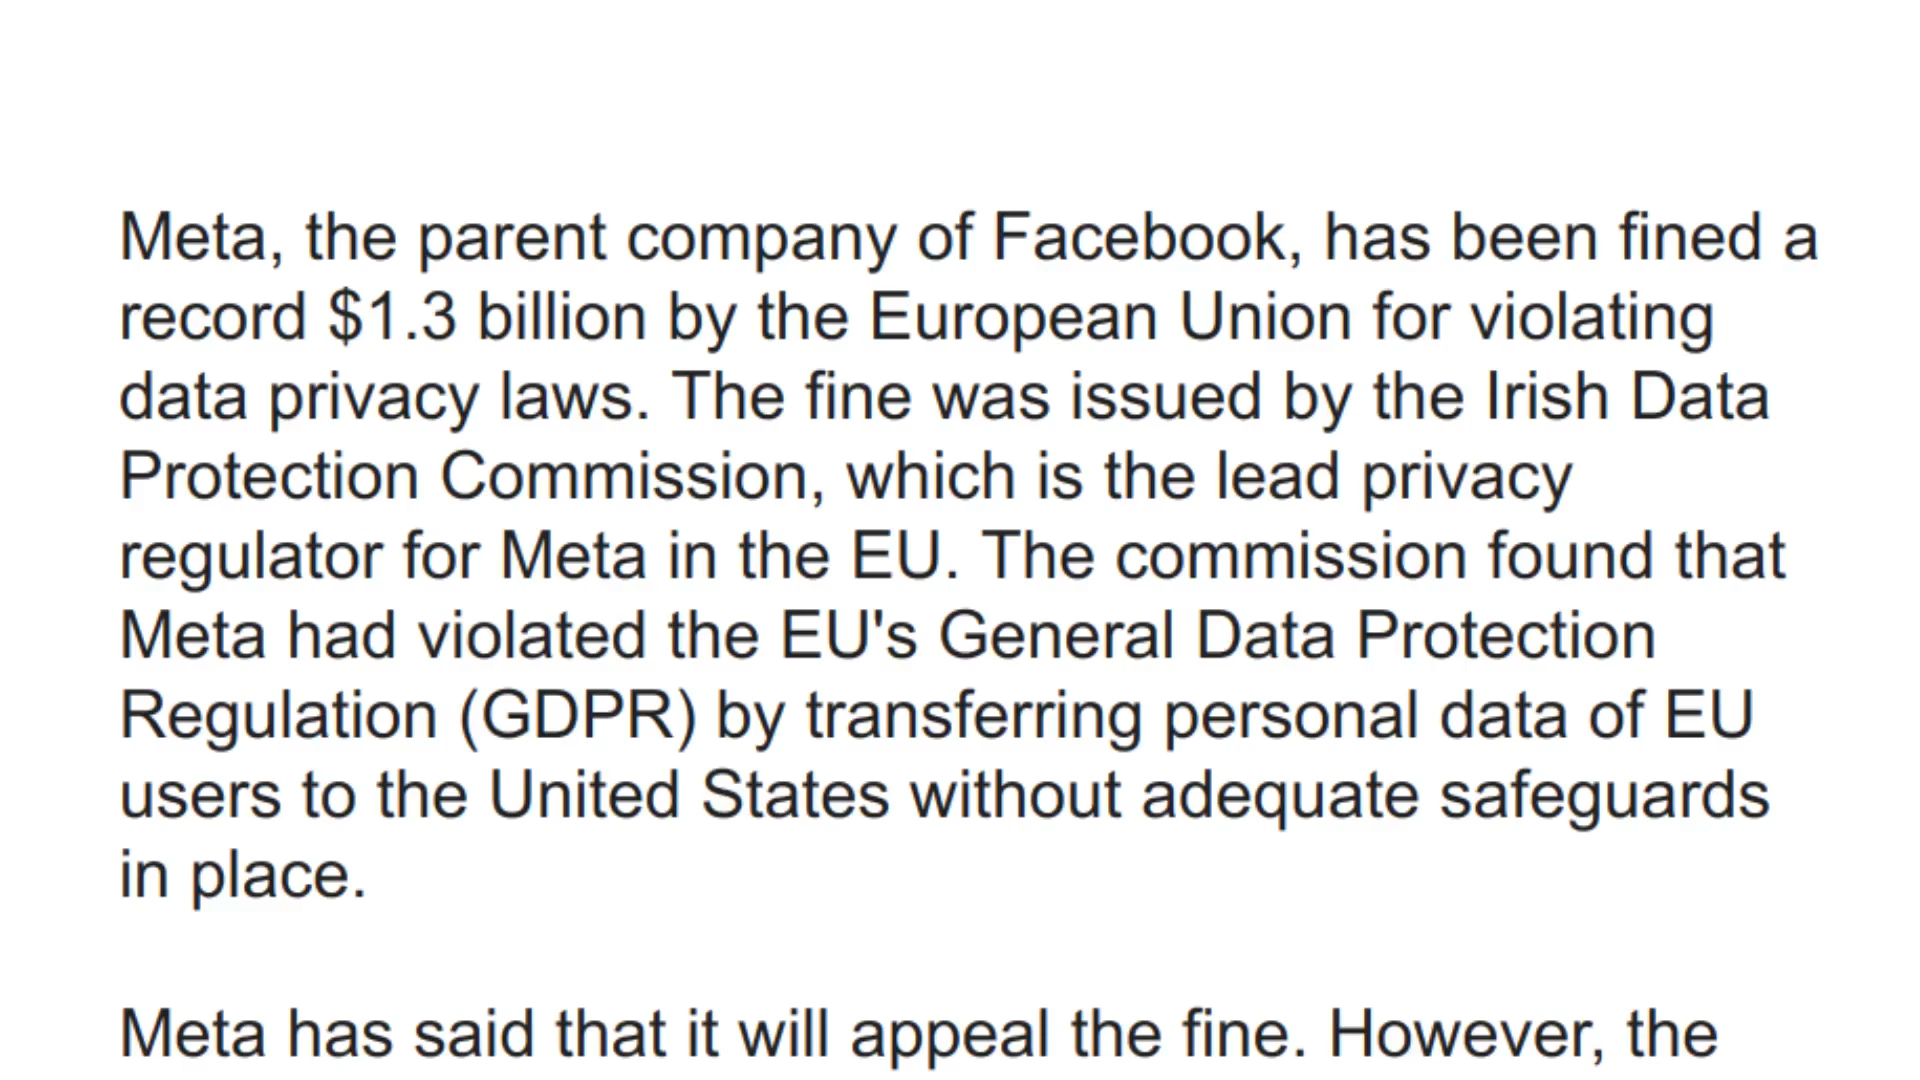 Meta, the parent company of Facebook, has been fined a
record $1.3 billion by the European Union for violating
data privacy laws. The fine was issued by the Irish Data
Protection Commission, which is the lead privacy
regulator for Meta in the EU. The commission found that
Meta had violated the EU's General Data Protection
Regulation (GDPR) by transferring personal data of EU
users to the United States without adequate safeguards
in place.
Meta has said that it will appeal the fine. However, the